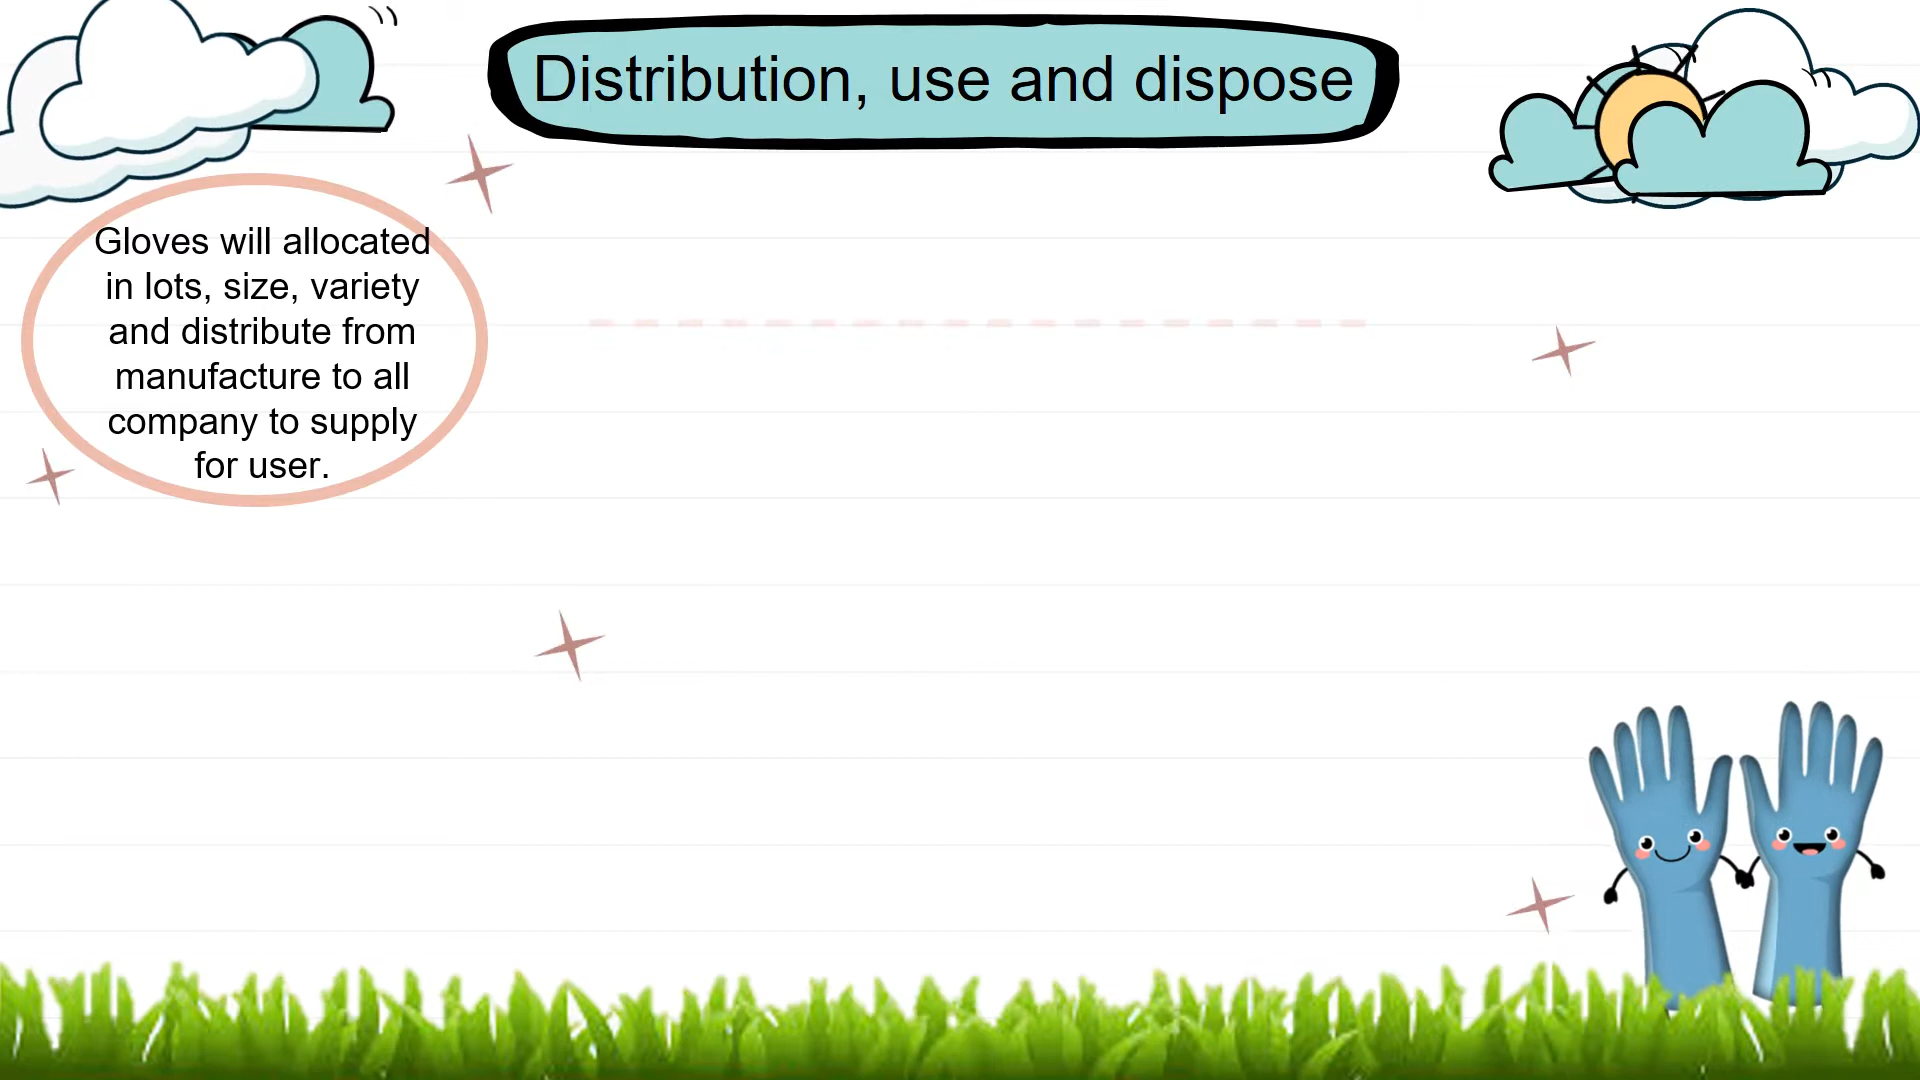 Distribution, use and dispose
Gloves will allocated
in lots, size, variety
and distribute from
manufacture to all
company to supply
for user.